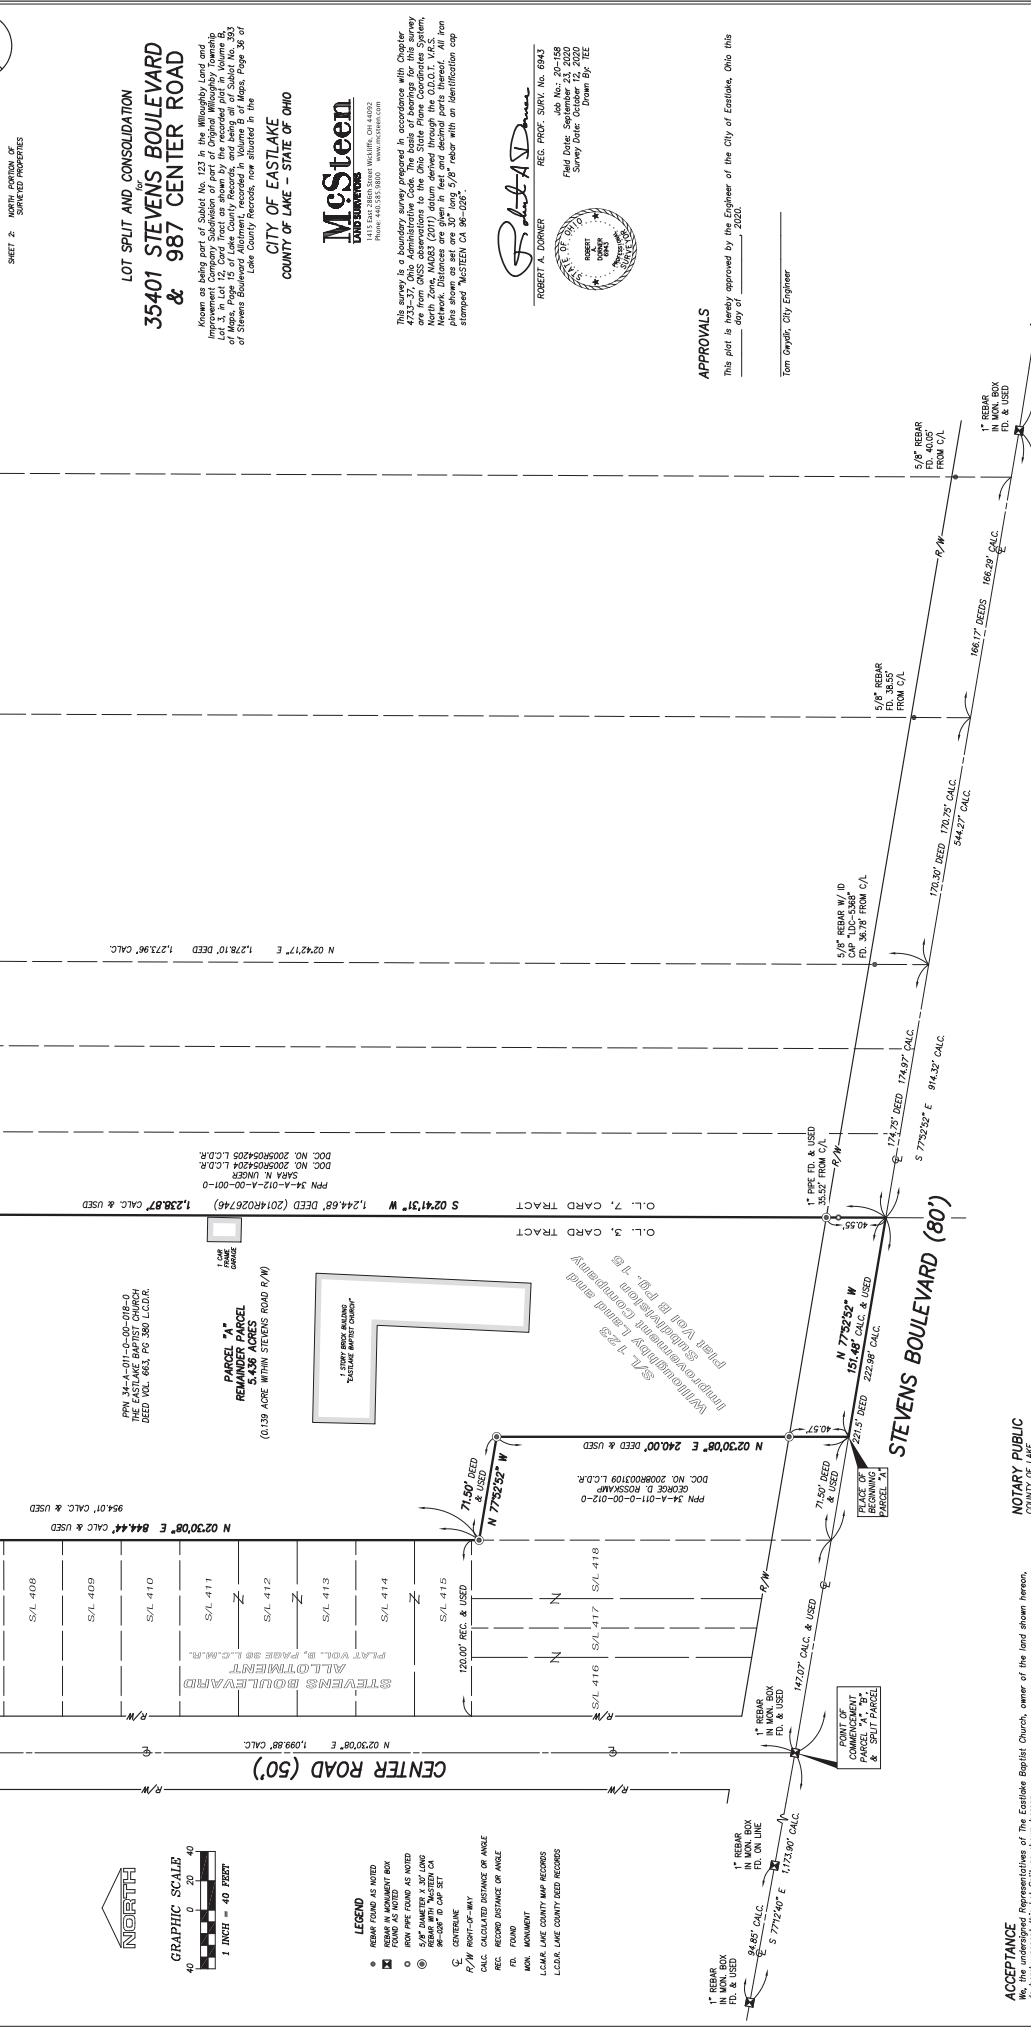 SHEET 2: NORTH PORTION OF
SURVEYED PROPERTIES
LOT SPLIT AND CONSOLIDATION
for
35401 STEVENS BOULEVARD
& 987 CENTER ROAD
Known as being part of Sublot No. 123 in the Willoughby Land and
Improvement Company Subdivision of part of Original Willoughby Township
Lot 3, in Lot 12, Card Tract as shown by the recorded plat in Volume B,
of Maps, Page 15 of Lake County Records, and being all of Sublot No. 393
of Stevens Boulevard Allotment, recorded in Volume B of Maps, Page 36 of
Lake County Records, now situated in the
CITY OF EASTLAKE
COUNTY OF LAKE - STATE OF OHIO
McSteen
LAND SURVEYORS
1415 East 286th Street Wickliffe, OH 44092
Phone: 440.585.9800 www.mcsteen.com
This survey is a boundary survey prepared in accordance with Chapter
4733-37, Ohio Administrative Code. The basis of bearings for this survey
are from GNSS observations to the Ohio State Plane Coordinates System,
North Zone, NAD83 (2011) datum derived through the O.D.O.T. V.R.S.
Network. Distances are given in feet and decimal parts thereof. All iron
pins shown as set are 30" long 5/8" rebar with an identification cap
stamped "McSTEEN CA 96-026".
Robert A Dorner
ROBERT A. DORNER REG. PROF. SURV. No. 6943
Job No.: 20-158
Field Date: September 23, 2020
Survey Date: October 12, 2020
Drawn By: TEE
STATE OF OHIO
ROBERT
A.
DORNER
6943
PROFESSIONAL
SURVEYOR
APPROVALS
This plat is hereby approved by the Engineer of the City of Eastlake, Ohio this
day of , 2020.
Tom Gwydir, City Engineer
1" REBAR
IN MON. BOX
FD. & USED
5/8" REBAR
FD. 40.05'
FROM C/L
R/W
166.17' DEEDS 166.29' CALC.
5/8" REBAR
FD. 38.55'
FROM C/L
170.30' DEED 170.75' CALC.
544.27' CALC.
5/8" REBAR W/ ID
CAP "LDC-5368"
FD. 36.78' FROM C/L
N 02°42'17" E 1,278.10' DEED 1,273.96' CALC.
174.75' DEED 174.97' CALC.
S 77°52'52" E 914.32' CALC.
PPN 34-A-012-A-00-001-0
SARA N. UNGER
DOC. NO. 2005R054204 L.C.D.R.
DOC. NO. 2005R054205 L.C.D.R.
1" PIPE FD. & USED
35.52' FROM C/L
R/W
S 02°41'31" W 1,244.68' DEED (2014R026746) 1,238.87' CALC. & USED
O.L. 7, CARD TRACT
O.L. 3, CARD TRACT
1 CAR
FRAME
GARAGE
40.55'
STEVENS BOULEVARD (80')
PPN 34-A-011-0-00-018-0
THE EASTLAKE BAPTIST CHURCH
DEED VOL. 663, PG 380 L.C.D.R.
PARCEL "A"
REMAINDER PARCEL
5.436 ACRES
(0.139 ACRE WITHIN STEVENS ROAD R/W)
1 STORY BRICK BUILDING
"EASTLAKE BAPTIST CHURCH"
S/L 123
Willoughby Land and
Improvement Company
Subdivision
Plat Vol B Pg. 15
N 77°52'52" W
151.48' CALC. & USED
221.5' DEED 222.98' CALC.
N 02°30'08" E 240.00' DEED & USED
40.57'
PPN 34-A-011-0-00-012-0
GEORGE D. ROSSKAMP
DOC. NO. 2008R003109 L.C.D.R.
71.50' DEED
& USED
N 77°52'52" W
PLACE OF
BEGINNING
PARCEL "A"
71.50' DEED
& USED
954.01' CALC. & USED
N 02°30'08" E 844.44' CALC & USED
S/L 408
S/L 409
S/L 410
S/L 411
S/L 412
S/L 413
S/L 414
S/L 415
S/L 416 S/L 417 S/L 418
120.00' REC. & USED
STEVENS BOULEVARD
ALLOTMENT
PLAT VOL. B, PAGE 36 L.C.M.R.
R/W
147.07' CALC. & USED
1" REBAR
IN MON. BOX
FD. & USED
POINT OF
COMMENCEMENT
PARCEL "A", "B",
& SPLIT PARCEL
R/W
R/W
N 02°30'08" E 1,099.88' CALC.
CENTER ROAD (50')
R/W
R/W
1" REBAR
IN MON. BOX
FD. ON LINE
1" REBAR
IN MON. BOX
FD. & USED
94.85' CALC.
S 77°12'40" E 1,173.90' CALC.
NORTH
GRAPHIC SCALE
40 0 20 40
1 INCH = 40 FEET
LEGEND
REBAR FOUND AS NOTED
REBAR IN MONUMENT BOX
FOUND AS NOTED
IRON PIPE FOUND AS NOTED
5/8" DIAMETER X 30" LONG
REBAR WITH "McSTEEN CA
96-026" ID CAP SET
CENTERLINE
R/W RIGHT-OF-WAY
CALC. CALCULATED DISTANCE OR ANGLE
REC. RECORD DISTANCE OR ANGLE
FD. FOUND
MON. MONUMENT
L.C.M.R. LAKE COUNTY MAP RECORDS
L.C.D.R. LAKE COUNTY DEED RECORDS
NOTARY PUBLIC
COUNTY OF LAKE
ACCEPTANCE
We, the undersigned Representatives of The Eastlake Baptist Church, owner of the land shown hereon,